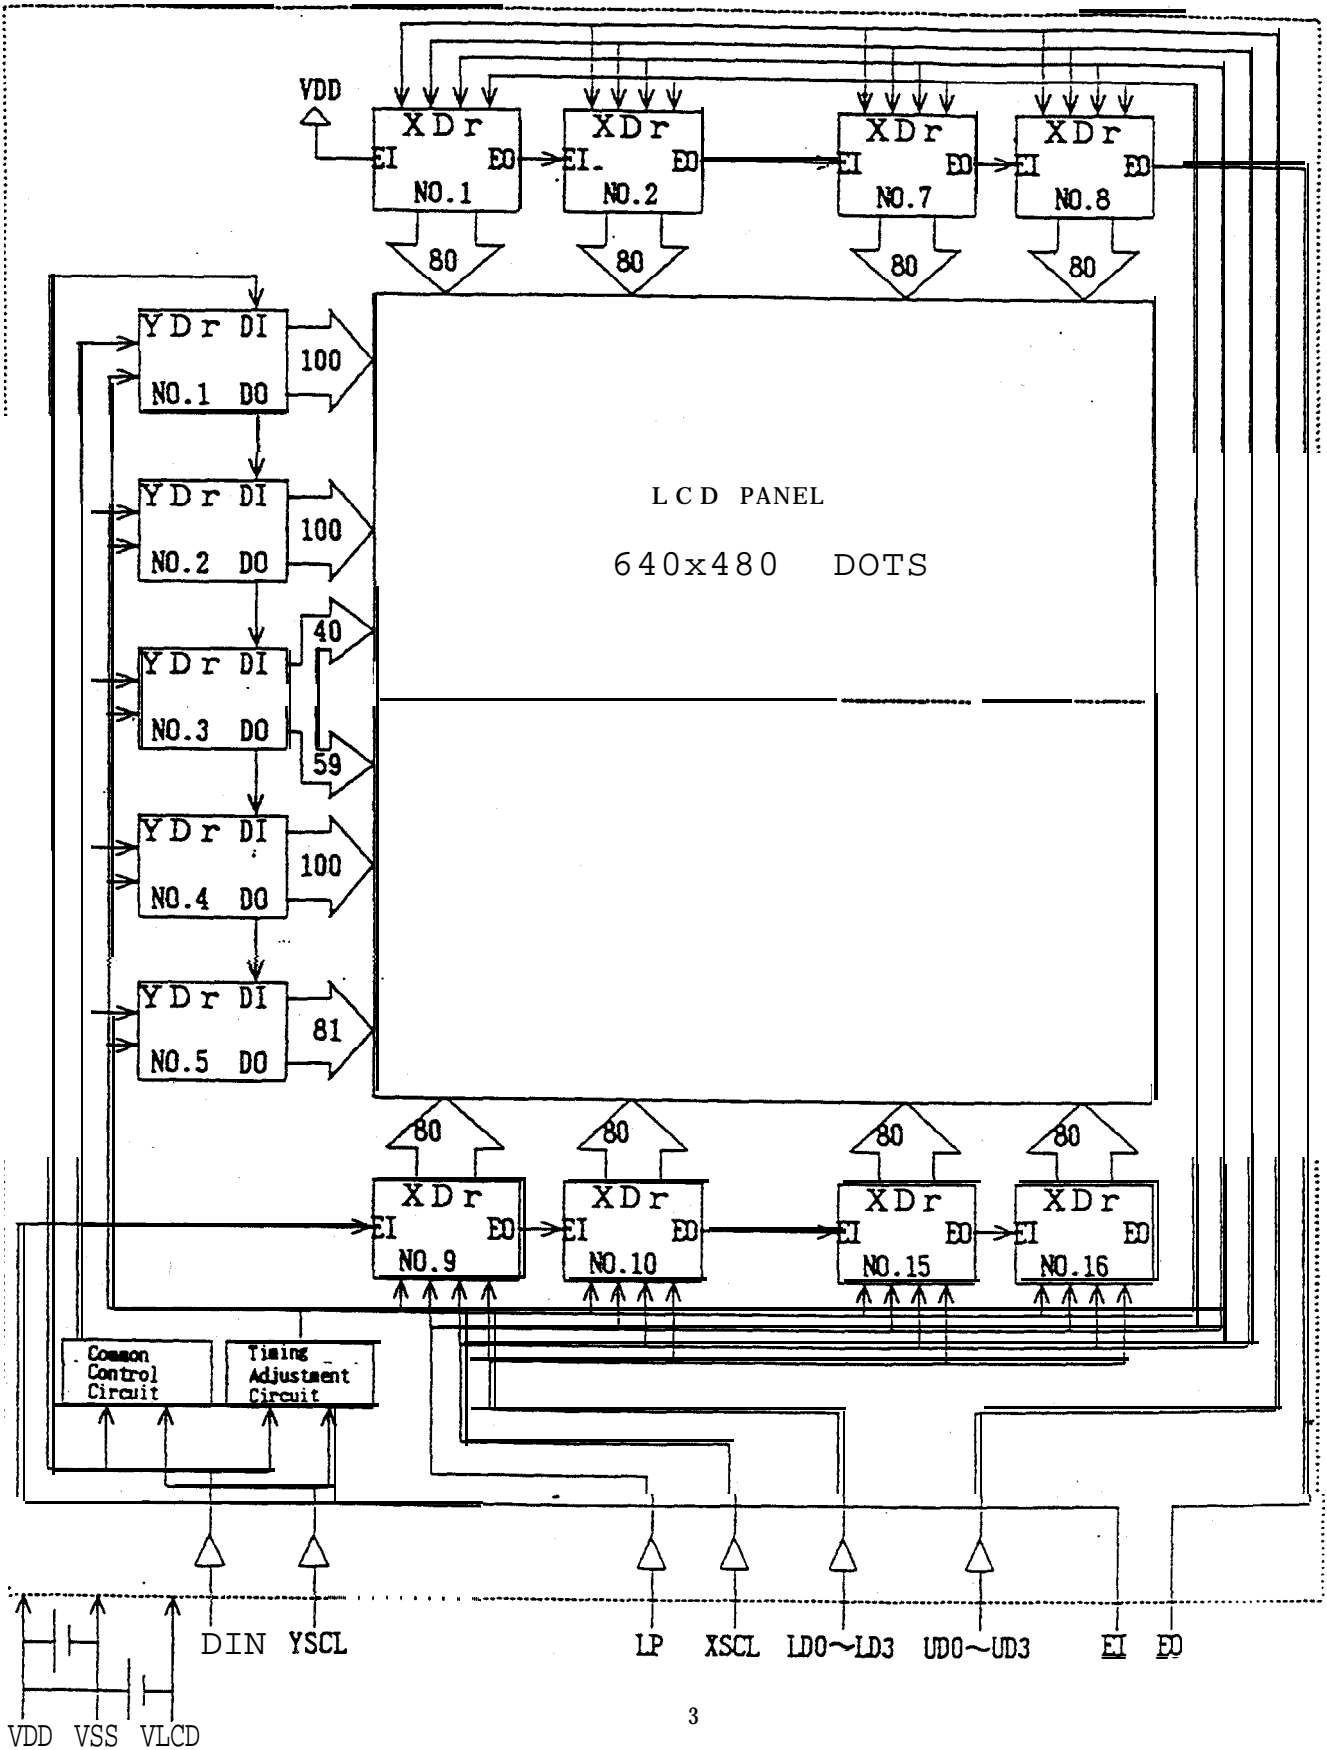 VDD
XDr
EI EO
NO.1
XDr
EI EO
NO.2
XDr
EI EO
NO.7
XDr
EI EO
NO.8
80
80
80
80
YDr DI
NO.1 DO
100
YDr DI
NO.2 DO
100
YDr DI
NO.3 DO
40
59
YDr DI
NO.4 DO
100
YDr DI
NO.5 DO
81
LCD PANEL
640x480 DOTS
80
80
80
80
XDr
EI EO
NO.9
XDr
EI EO
NO.10
XDr
EI EO
NO.15
XDr
EI EO
NO.16
Common
Control
Circuit
Timing
Adjustment
Circuit
DIN YSCL LP XSCL LD0~LD3 UD0~UD3 EI EO
VDD VSS VLCD
3